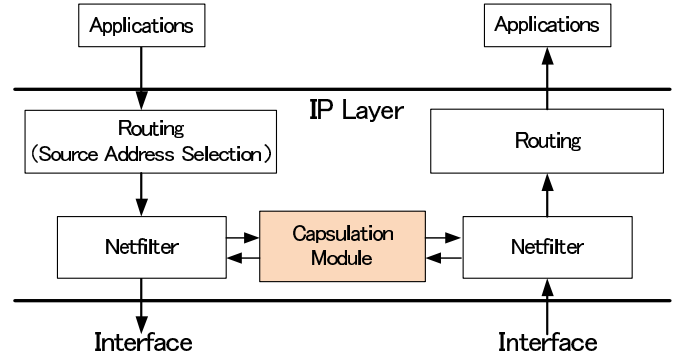 Applications
Applications
IP Layer
Routing
(Source Address Selection)
Routing
Netfilter
Capsulation
Module
Netfilter
Interface
Interface